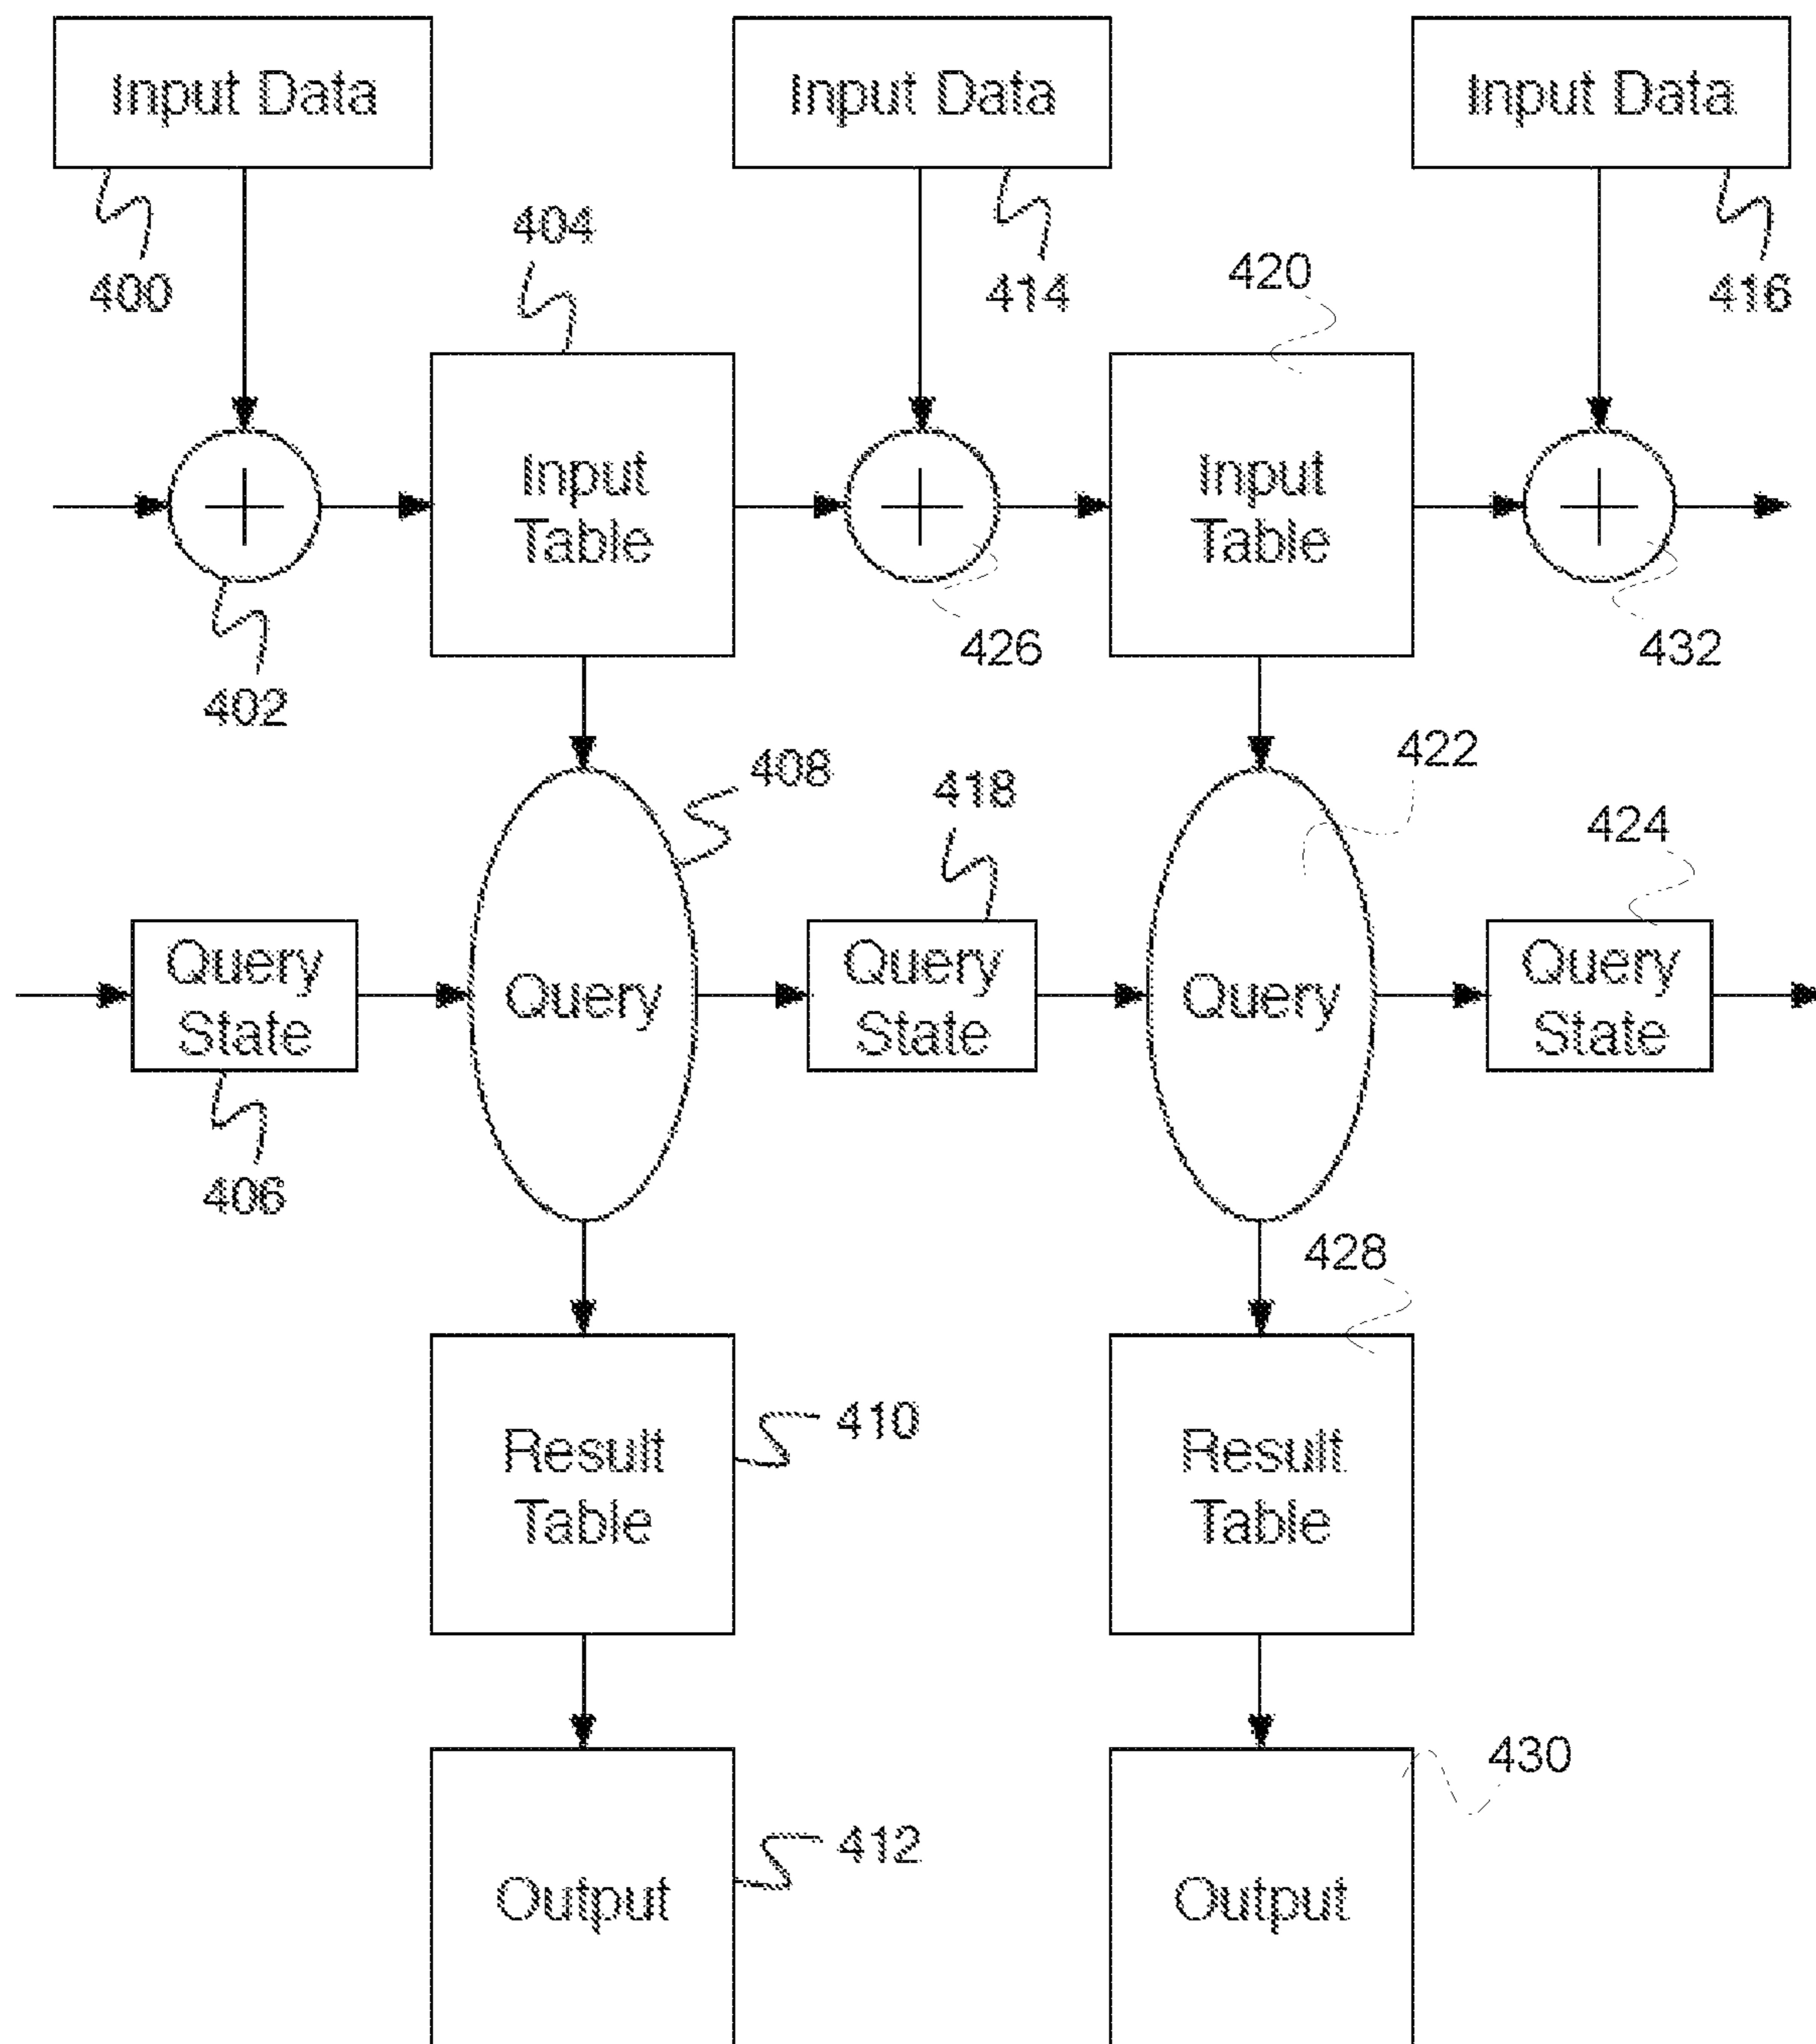 Input Data
Input Data
Input Data
400
404
414
420
416
Input
Table
Input
Table
402
426
432
408
418
422
424
Query
State
Query
Query
State
Query
Query
State
406
428
Result
Table
410
Result
Table
Output
412
Output
430